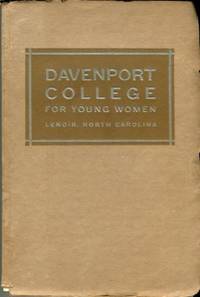 DAVENPORT
COLLEGE
FOR YOUNG WOMEN
LENOIR, NORTH CAROLINA